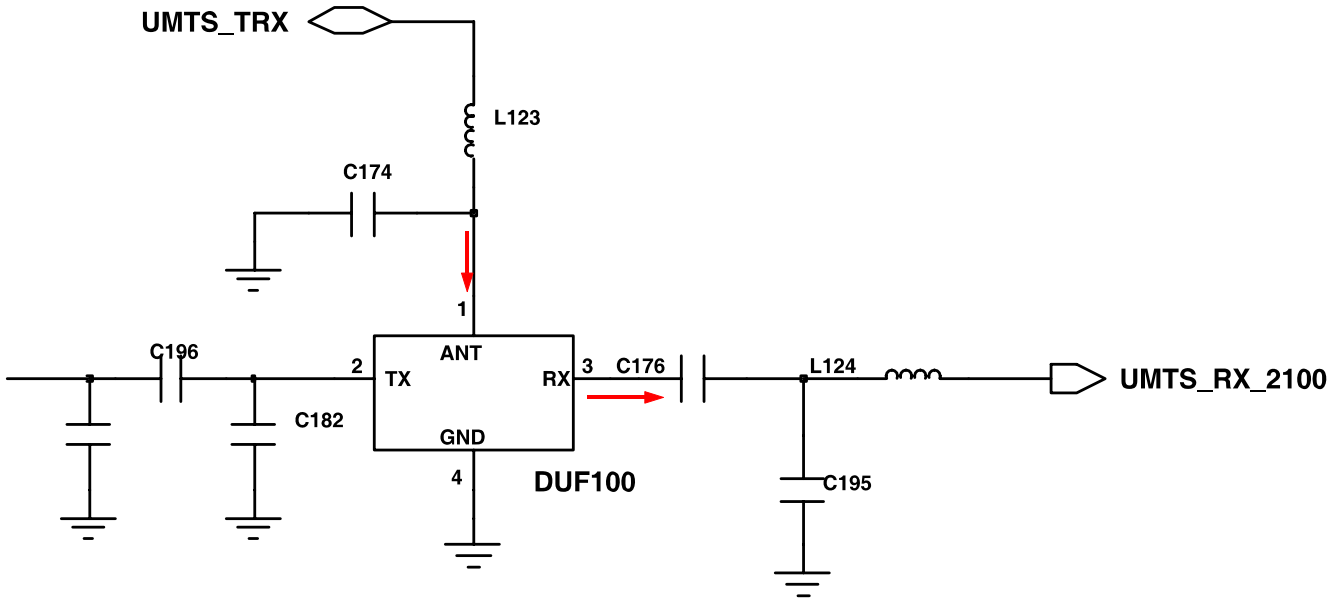 UMTS_TRX
L123
C174
1
ANT
C196
2
TX
RX
3
C176
L124
UMTS_RX_2100
C182
GND
4
DUF100
C195